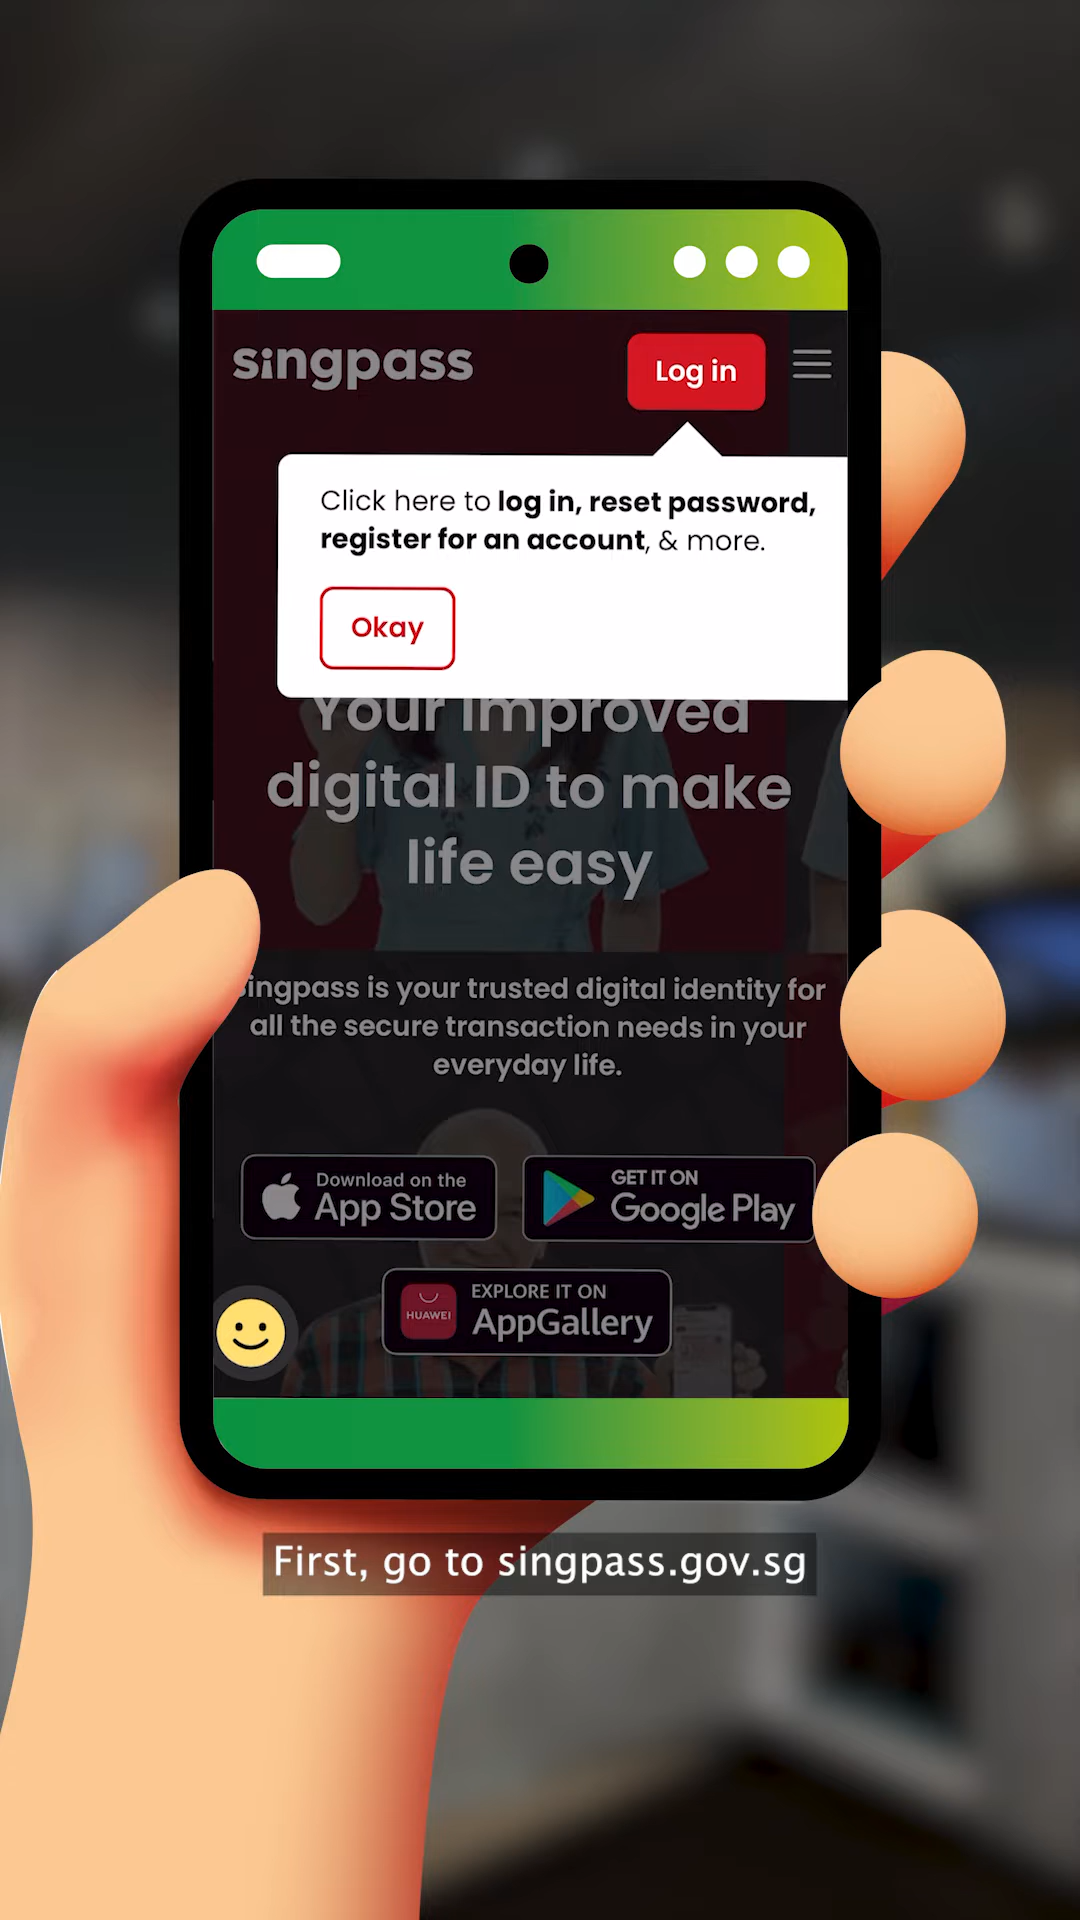 singpass
Log in
Click here to log in, reset password,
register for an account, & more.
Okay
Your improved
digital ID to make
life easy
Singpass is your trusted digital identity for
all the secure transaction needs in your
everyday life.
Download on the
App Store
GET IT ON
Google Play
HUAWEI
EXPLORE IT ON
AppGallery
First, go to singpass.gov.sg